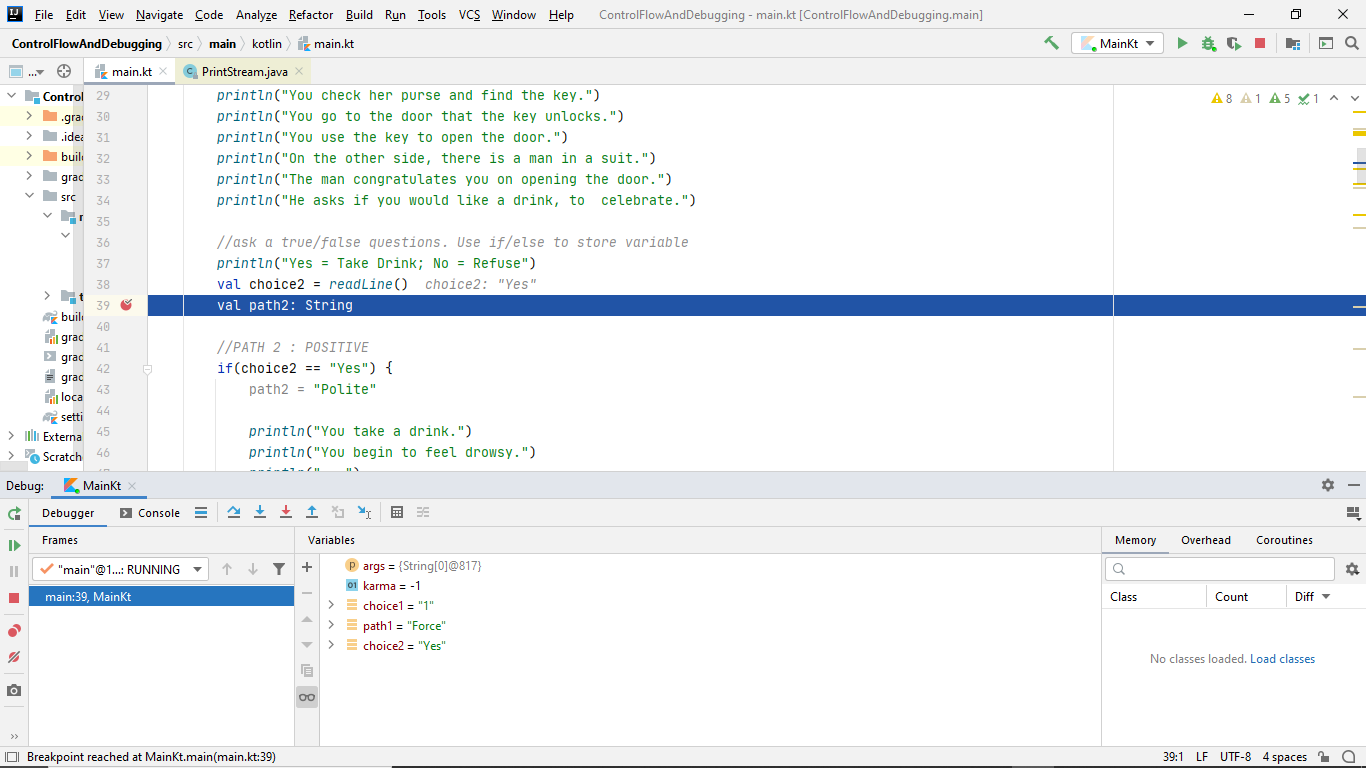 File Edit View Navigate Code Analyze Refactor Build Run Tools VCS Window Help ControlFlowAndDebugging - main.kt [ControlFlowAndDebugging.main]
ControlFlowAndDebugging src main kotlin main.kt MainKt
... main.kt PrintStream.java
Control
.gra
.idea
build
grad
src
build
grad
grad
grad
loca
setti
Externa
Scratch
8 1 5 1
29 println("You check her purse and find the key.")
30 println("You go to the door that the key unlocks.")
31 println("You use the key to open the door.")
32 println("On the other side, there is a man in a suit.")
33 println("The man congratulates you on opening the door.")
34 println("He asks if you would like a drink, to  celebrate.")
35
36 //ask a true/false questions. Use if/else to store variable
37 println("Yes = Take Drink; No = Refuse")
38 val choice2 = readLine() choice2: "Yes"
39 val path2: String
40
41 //PATH 2 : POSITIVE
42 if(choice2 == "Yes") {
43 path2 = "Polite"
44
45 println("You take a drink.")
46 println("You begin to feel drowsy.")
Debug: MainKt
Debugger Console
Frames
"main"@1...: RUNNING
main:39, MainKt
Variables
args = {String[0]@817}
karma = -1
choice1 = "1"
path1 = "Force"
choice2 = "Yes"
Memory Overhead Coroutines
Class Count Diff
No classes loaded. Load classes
Breakpoint reached at MainKt.main(main.kt:39) 39:1 LF UTF-8 4 spaces